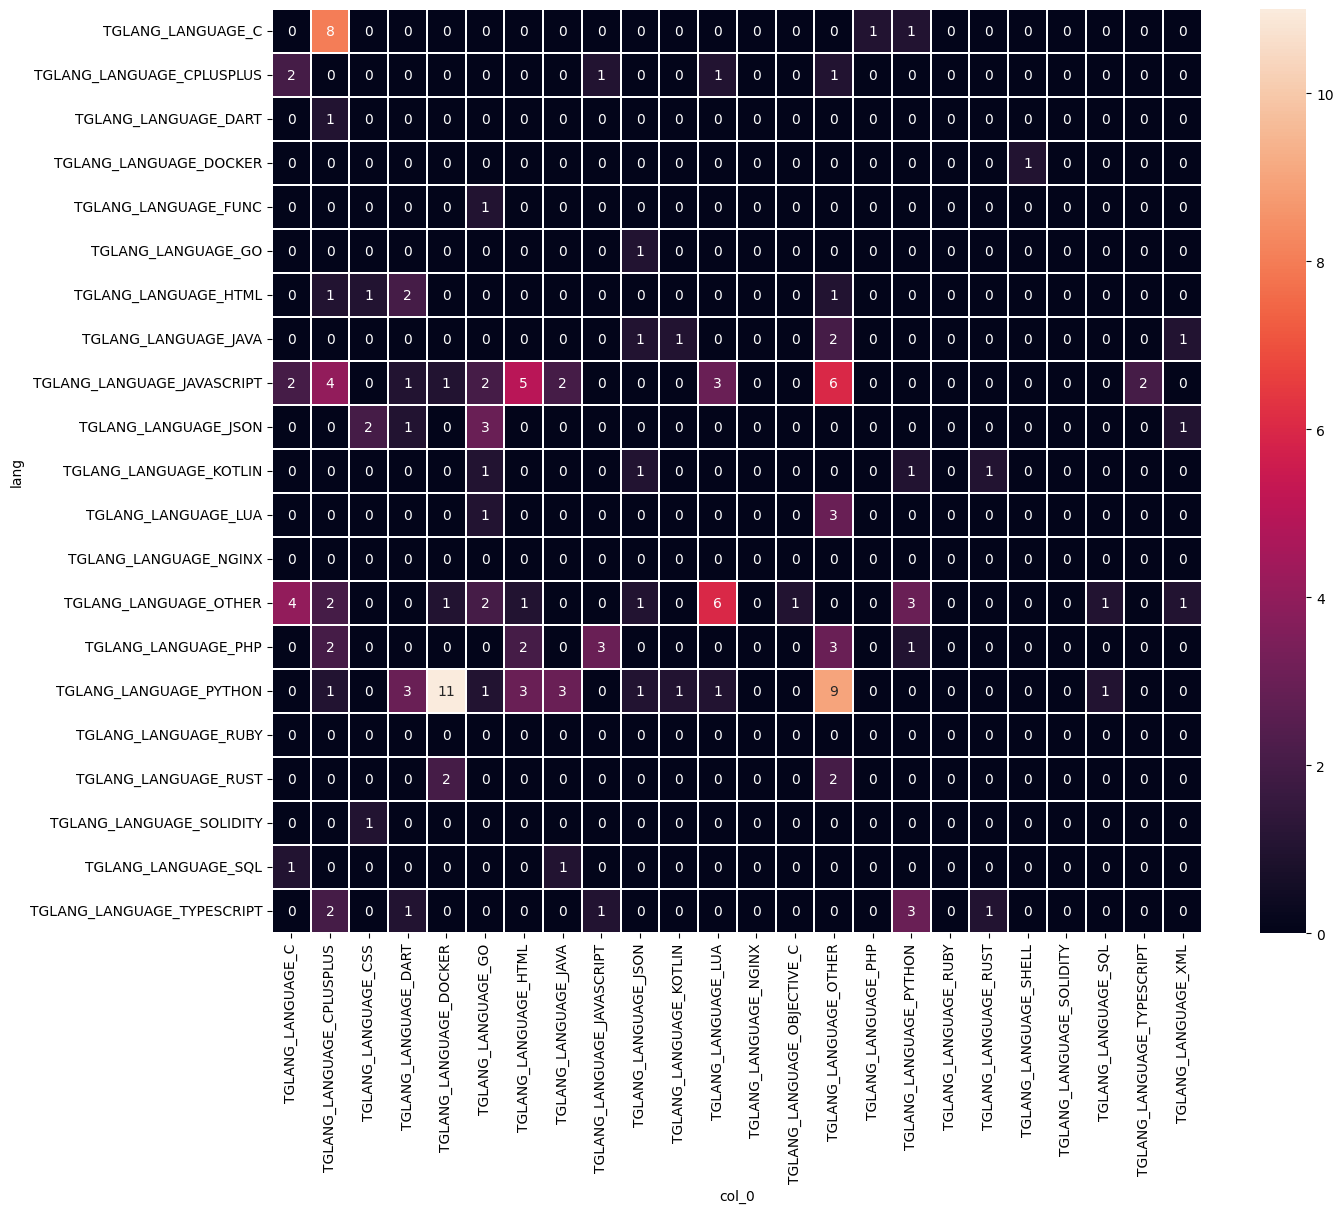 TGLANG_LANGUAGE_C 0 8 0 0 0 0 0 0 0 0 0 0 0 0 0 1 1 0 0 0 0 0 0 0
TGLANG_LANGUAGE_CPLUSPLUS 2 0 0 0 0 0 0 0 1 0 0 1 0 0 1 0 0 0 0 0 0 0 0 0
TGLANG_LANGUAGE_DART 0 1 0 0 0 0 0 0 0 0 0 0 0 0 0 0 0 0 0 0 0 0 0 0
TGLANG_LANGUAGE_DOCKER 0 0 0 0 0 0 0 0 0 0 0 0 0 0 0 0 0 0 0 1 0 0 0 0
TGLANG_LANGUAGE_FUNC 0 0 0 0 0 1 0 0 0 0 0 0 0 0 0 0 0 0 0 0 0 0 0 0
TGLANG_LANGUAGE_GO 0 0 0 0 0 0 0 0 0 1 0 0 0 0 0 0 0 0 0 0 0 0 0 0
TGLANG_LANGUAGE_HTML 0 1 1 2 0 0 0 0 0 0 0 0 0 0 1 0 0 0 0 0 0 0 0 0
TGLANG_LANGUAGE_JAVA 0 0 0 0 0 0 0 0 0 1 1 0 0 0 2 0 0 0 0 0 0 0 0 1
TGLANG_LANGUAGE_JAVASCRIPT 2 4 0 1 1 2 5 2 0 0 0 3 0 0 6 0 0 0 0 0 0 0 2 0
TGLANG_LANGUAGE_JSON 0 0 2 1 0 3 0 0 0 0 0 0 0 0 0 0 0 0 0 0 0 0 0 1
TGLANG_LANGUAGE_KOTLIN 0 0 0 0 0 1 0 0 0 1 0 0 0 0 0 0 1 0 1 0 0 0 0 0
TGLANG_LANGUAGE_LUA 0 0 0 0 0 1 0 0 0 0 0 0 0 0 3 0 0 0 0 0 0 0 0 0
TGLANG_LANGUAGE_NGINX 0 0 0 0 0 0 0 0 0 0 0 0 0 0 0 0 0 0 0 0 0 0 0 0
TGLANG_LANGUAGE_OTHER 4 2 0 0 1 2 1 0 0 1 0 6 0 1 0 0 3 0 0 0 0 1 0 1
TGLANG_LANGUAGE_PHP 0 2 0 0 0 0 2 0 3 0 0 0 0 0 3 0 1 0 0 0 0 0 0 0
TGLANG_LANGUAGE_PYTHON 0 1 0 3 11 1 3 3 0 1 1 1 0 0 9 0 0 0 0 0 0 1 0 0
TGLANG_LANGUAGE_RUBY 0 0 0 0 0 0 0 0 0 0 0 0 0 0 0 0 0 0 0 0 0 0 0 0
TGLANG_LANGUAGE_RUST 0 0 0 0 2 0 0 0 0 0 0 0 0 0 2 0 0 0 0 0 0 0 0 0
TGLANG_LANGUAGE_SOLIDITY 0 0 1 0 0 0 0 0 0 0 0 0 0 0 0 0 0 0 0 0 0 0 0 0
TGLANG_LANGUAGE_SQL 1 0 0 0 0 0 0 1 0 0 0 0 0 0 0 0 0 0 0 0 0 0 0 0
TGLANG_LANGUAGE_TYPESCRIPT 0 2 0 1 0 0 0 0 1 0 0 0 0 0 0 0 3 0 1 0 0 0 0 0
lang
TGLANG_LANGUAGE_C
TGLANG_LANGUAGE_CPLUSPLUS
TGLANG_LANGUAGE_CSS
TGLANG_LANGUAGE_DART
TGLANG_LANGUAGE_DOCKER
TGLANG_LANGUAGE_GO
TGLANG_LANGUAGE_HTML
TGLANG_LANGUAGE_JAVA
TGLANG_LANGUAGE_JAVASCRIPT
TGLANG_LANGUAGE_JSON
TGLANG_LANGUAGE_KOTLIN
TGLANG_LANGUAGE_LUA
TGLANG_LANGUAGE_NGINX
TGLANG_LANGUAGE_OBJECTIVE_C
TGLANG_LANGUAGE_OTHER
TGLANG_LANGUAGE_PHP
TGLANG_LANGUAGE_PYTHON
TGLANG_LANGUAGE_RUBY
TGLANG_LANGUAGE_RUST
TGLANG_LANGUAGE_SHELL
TGLANG_LANGUAGE_SOLIDITY
TGLANG_LANGUAGE_SQL
TGLANG_LANGUAGE_TYPESCRIPT
TGLANG_LANGUAGE_XML
col_0
10
8
6
4
2
0